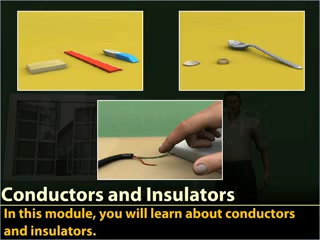 Conductors and Insulators
In this module, you will learn about conductors
and insulators.